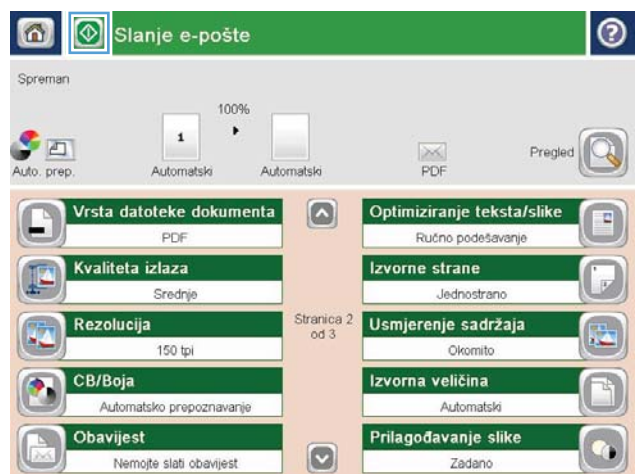 Slanje e-pošte
Spreman
100%
1
Auto. prep.
Automatski
Automatski
PDF
Pregled
Vrsta datoteke dokumenta
PDF
Kvaliteta izlaza
Srednje
Rezolucija
150 tpi
CB/Boja
Automatsko prepoznavanje
Obavijest
Nemojte slati obavijest
Stranica 2
od 3
Optimiziranje teksta/slike
Ručno podešavanje
Izvorne strane
Jednostrano
Usmjerenje sadržaja
Okomito
Izvorna veličina
Automatski
Prilagođavanje slike
Zadano